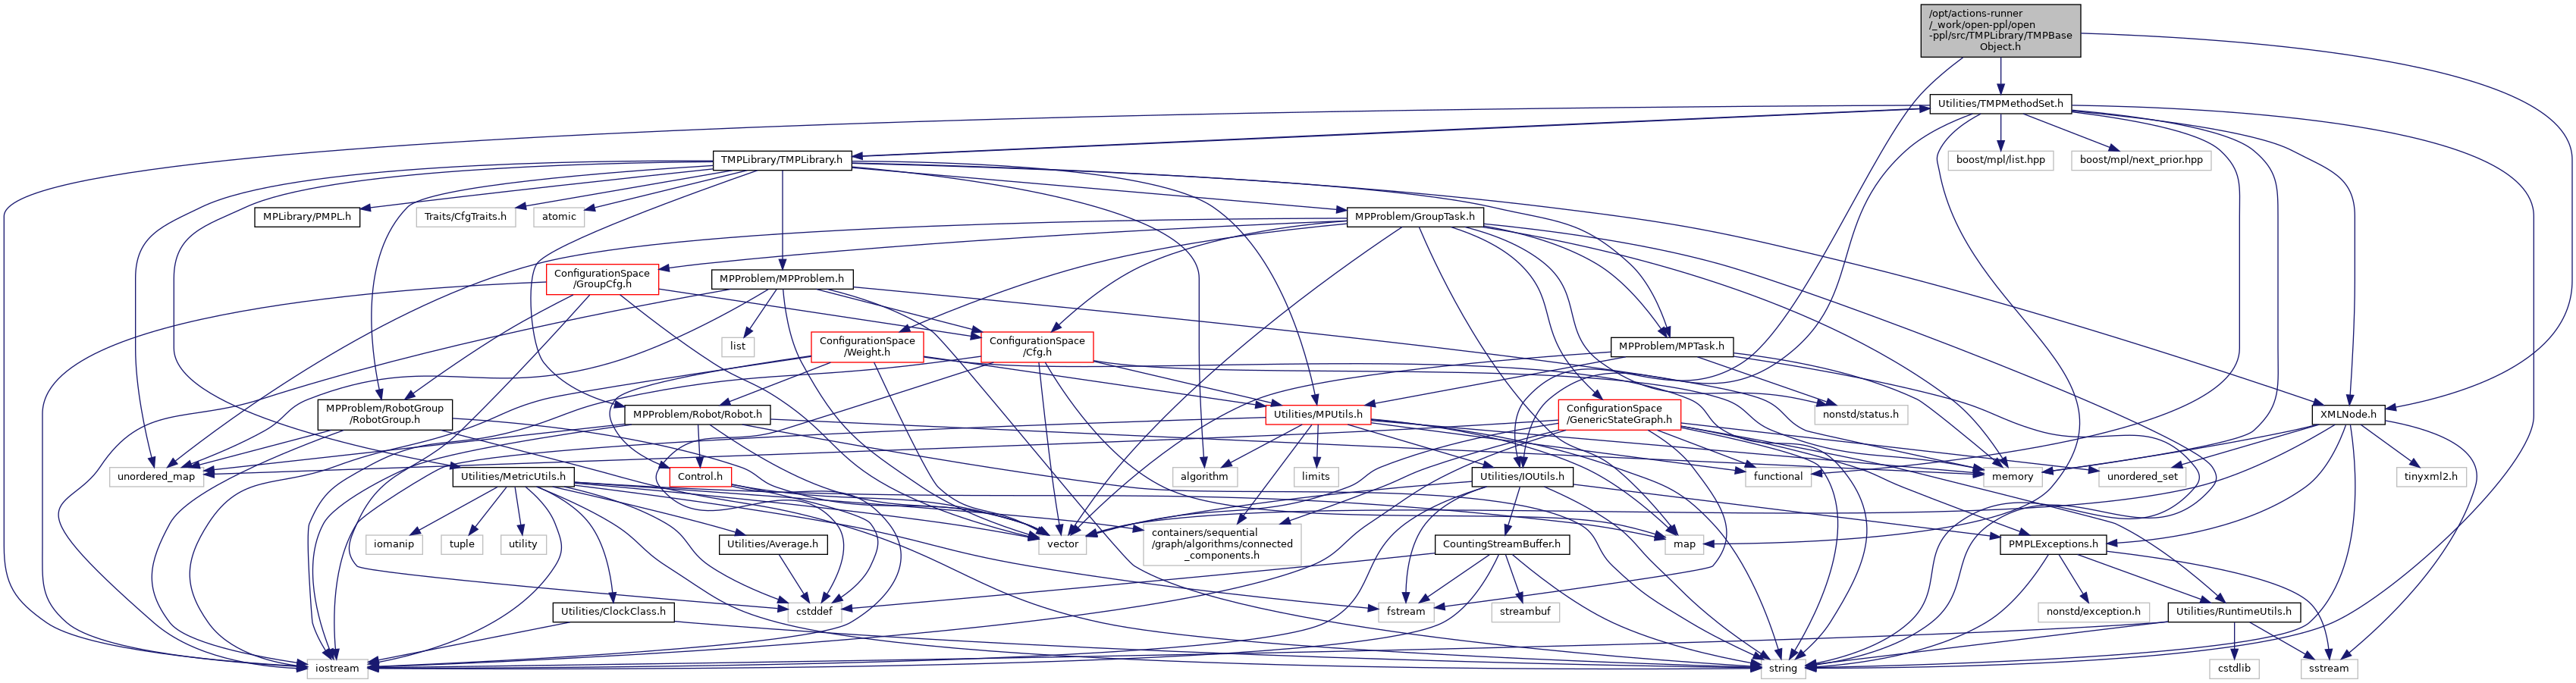 /opt/actions-runner
/_work/open-ppl/open
-ppl/src/TMPLibrary/TMPBase
Object.h
Utilities/TMPMethodSet.h
TMPLibrary/TMPLibrary.h
boost/mpl/list.hpp
boost/mpl/next_prior.hpp
MPLibrary/PMPL.h
Traits/CfgTraits.h
atomic
MPProblem/GroupTask.h
ConfigurationSpace
/GroupCfg.h
MPProblem/MPProblem.h
list
ConfigurationSpace
/Weight.h
ConfigurationSpace
/Cfg.h
MPProblem/MPTask.h
MPProblem/RobotGroup
/RobotGroup.h
MPProblem/Robot/Robot.h
Utilities/MPUtils.h
ConfigurationSpace
/GenericStateGraph.h
nonstd/status.h
XMLNode.h
unordered_map
Utilities/MetricUtils.h
Control.h
algorithm
limits
Utilities/IOUtils.h
functional
memory
unordered_set
tinyxml2.h
iomanip
tuple
utility
Utilities/Average.h
vector
containers/sequential
/graph/algorithms/connected
_components.h
CountingStreamBuffer.h
map
PMPLExceptions.h
Utilities/ClockClass.h
cstddef
fstream
streambuf
nonstd/exception.h
Utilities/RuntimeUtils.h
iostream
string
cstdlib
sstream